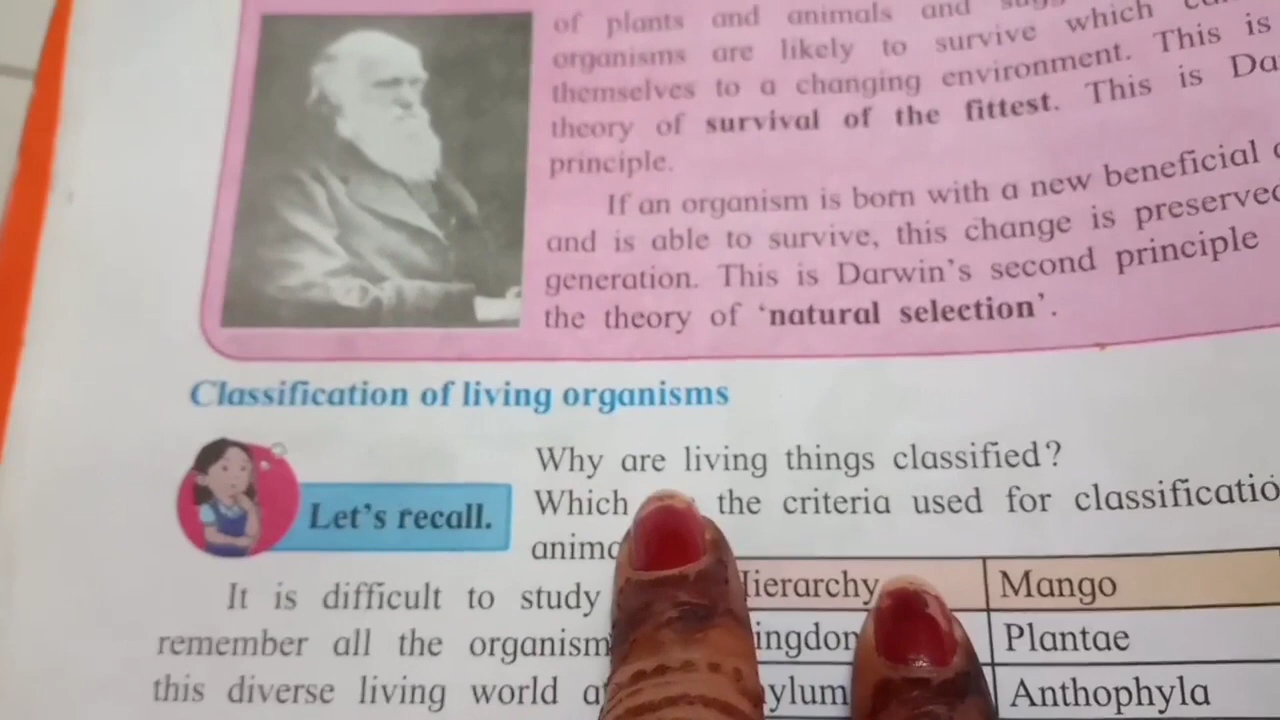 of plants and animals and
organisms are likely to survive which
themselves to a changing environment. This is
theory of survival of the fittest. This is
principle.
If an organism is born with a new beneficial
and is able to survive, this change is
generation. This is Darwin's second principle
the theory of 'natural selection'.
Classification of living organisms
Let's recall.
Why are living things classified?
Which the criteria used for
It is difficult to study
remember all the
this diverse living world
Mango
Plantae
Anthophyla